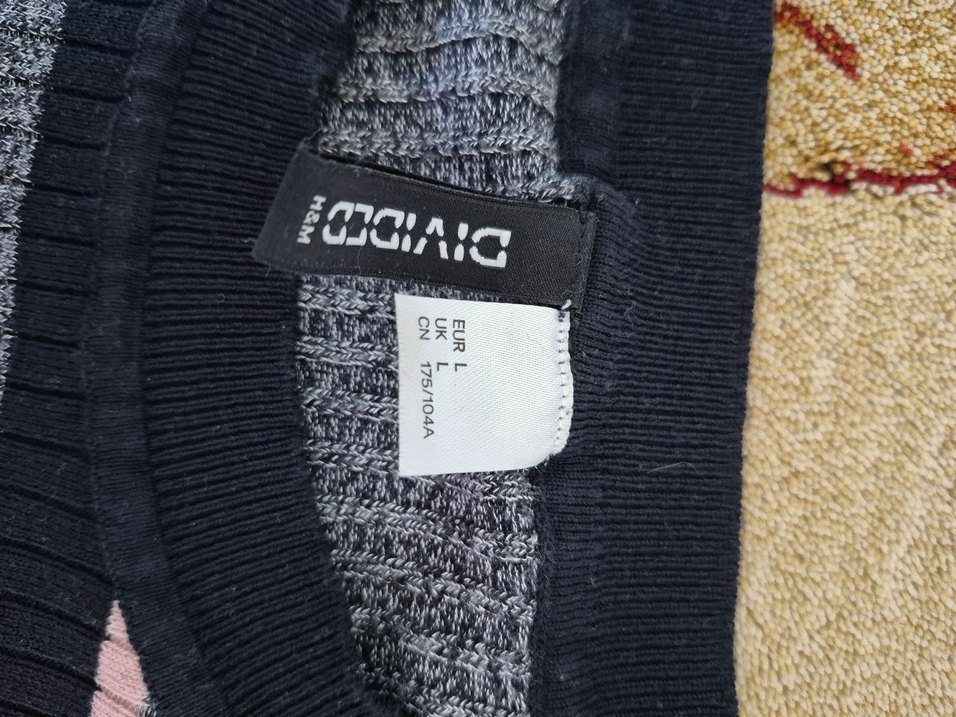 DIVIDED
H&M
EUR L
UK L
CN 175/104A